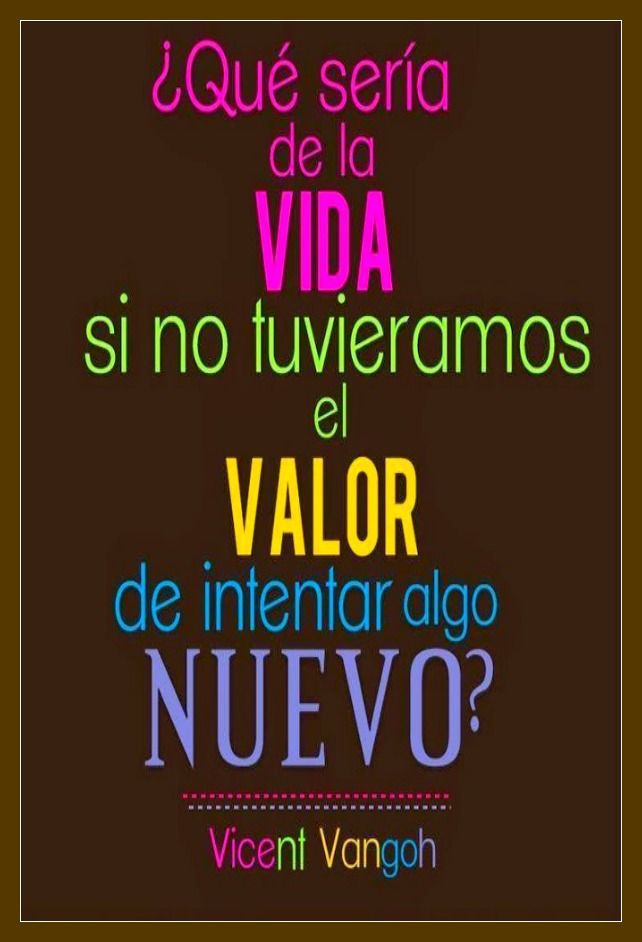 ¿Qué sería
de la
VIDA
si no tuvieramos
el
VALOR
de intentar algo
NUEVO?
Vicent Vangoh